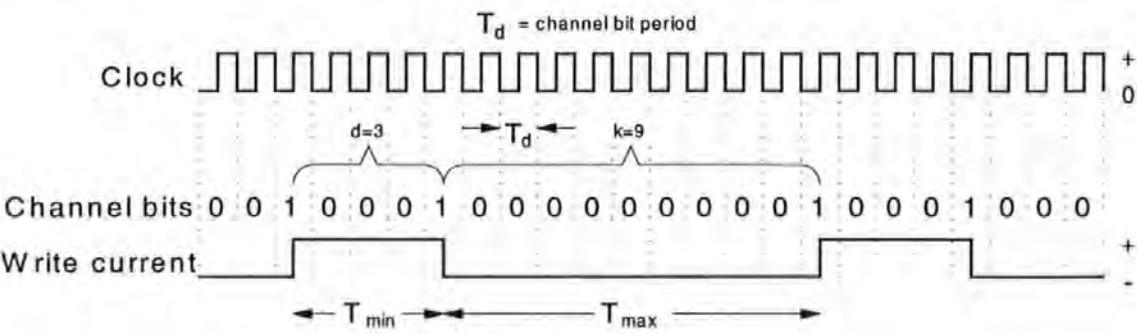 T_d = channel bit period
Clock
+
0
d=3
T_d
k=9
Channel bits 0 0 1 0 0 0 1 0 0 0 0 0 0 0 0 0 1 0 0 0 1 0 0 0
Write current
+
-
T_min
T_max